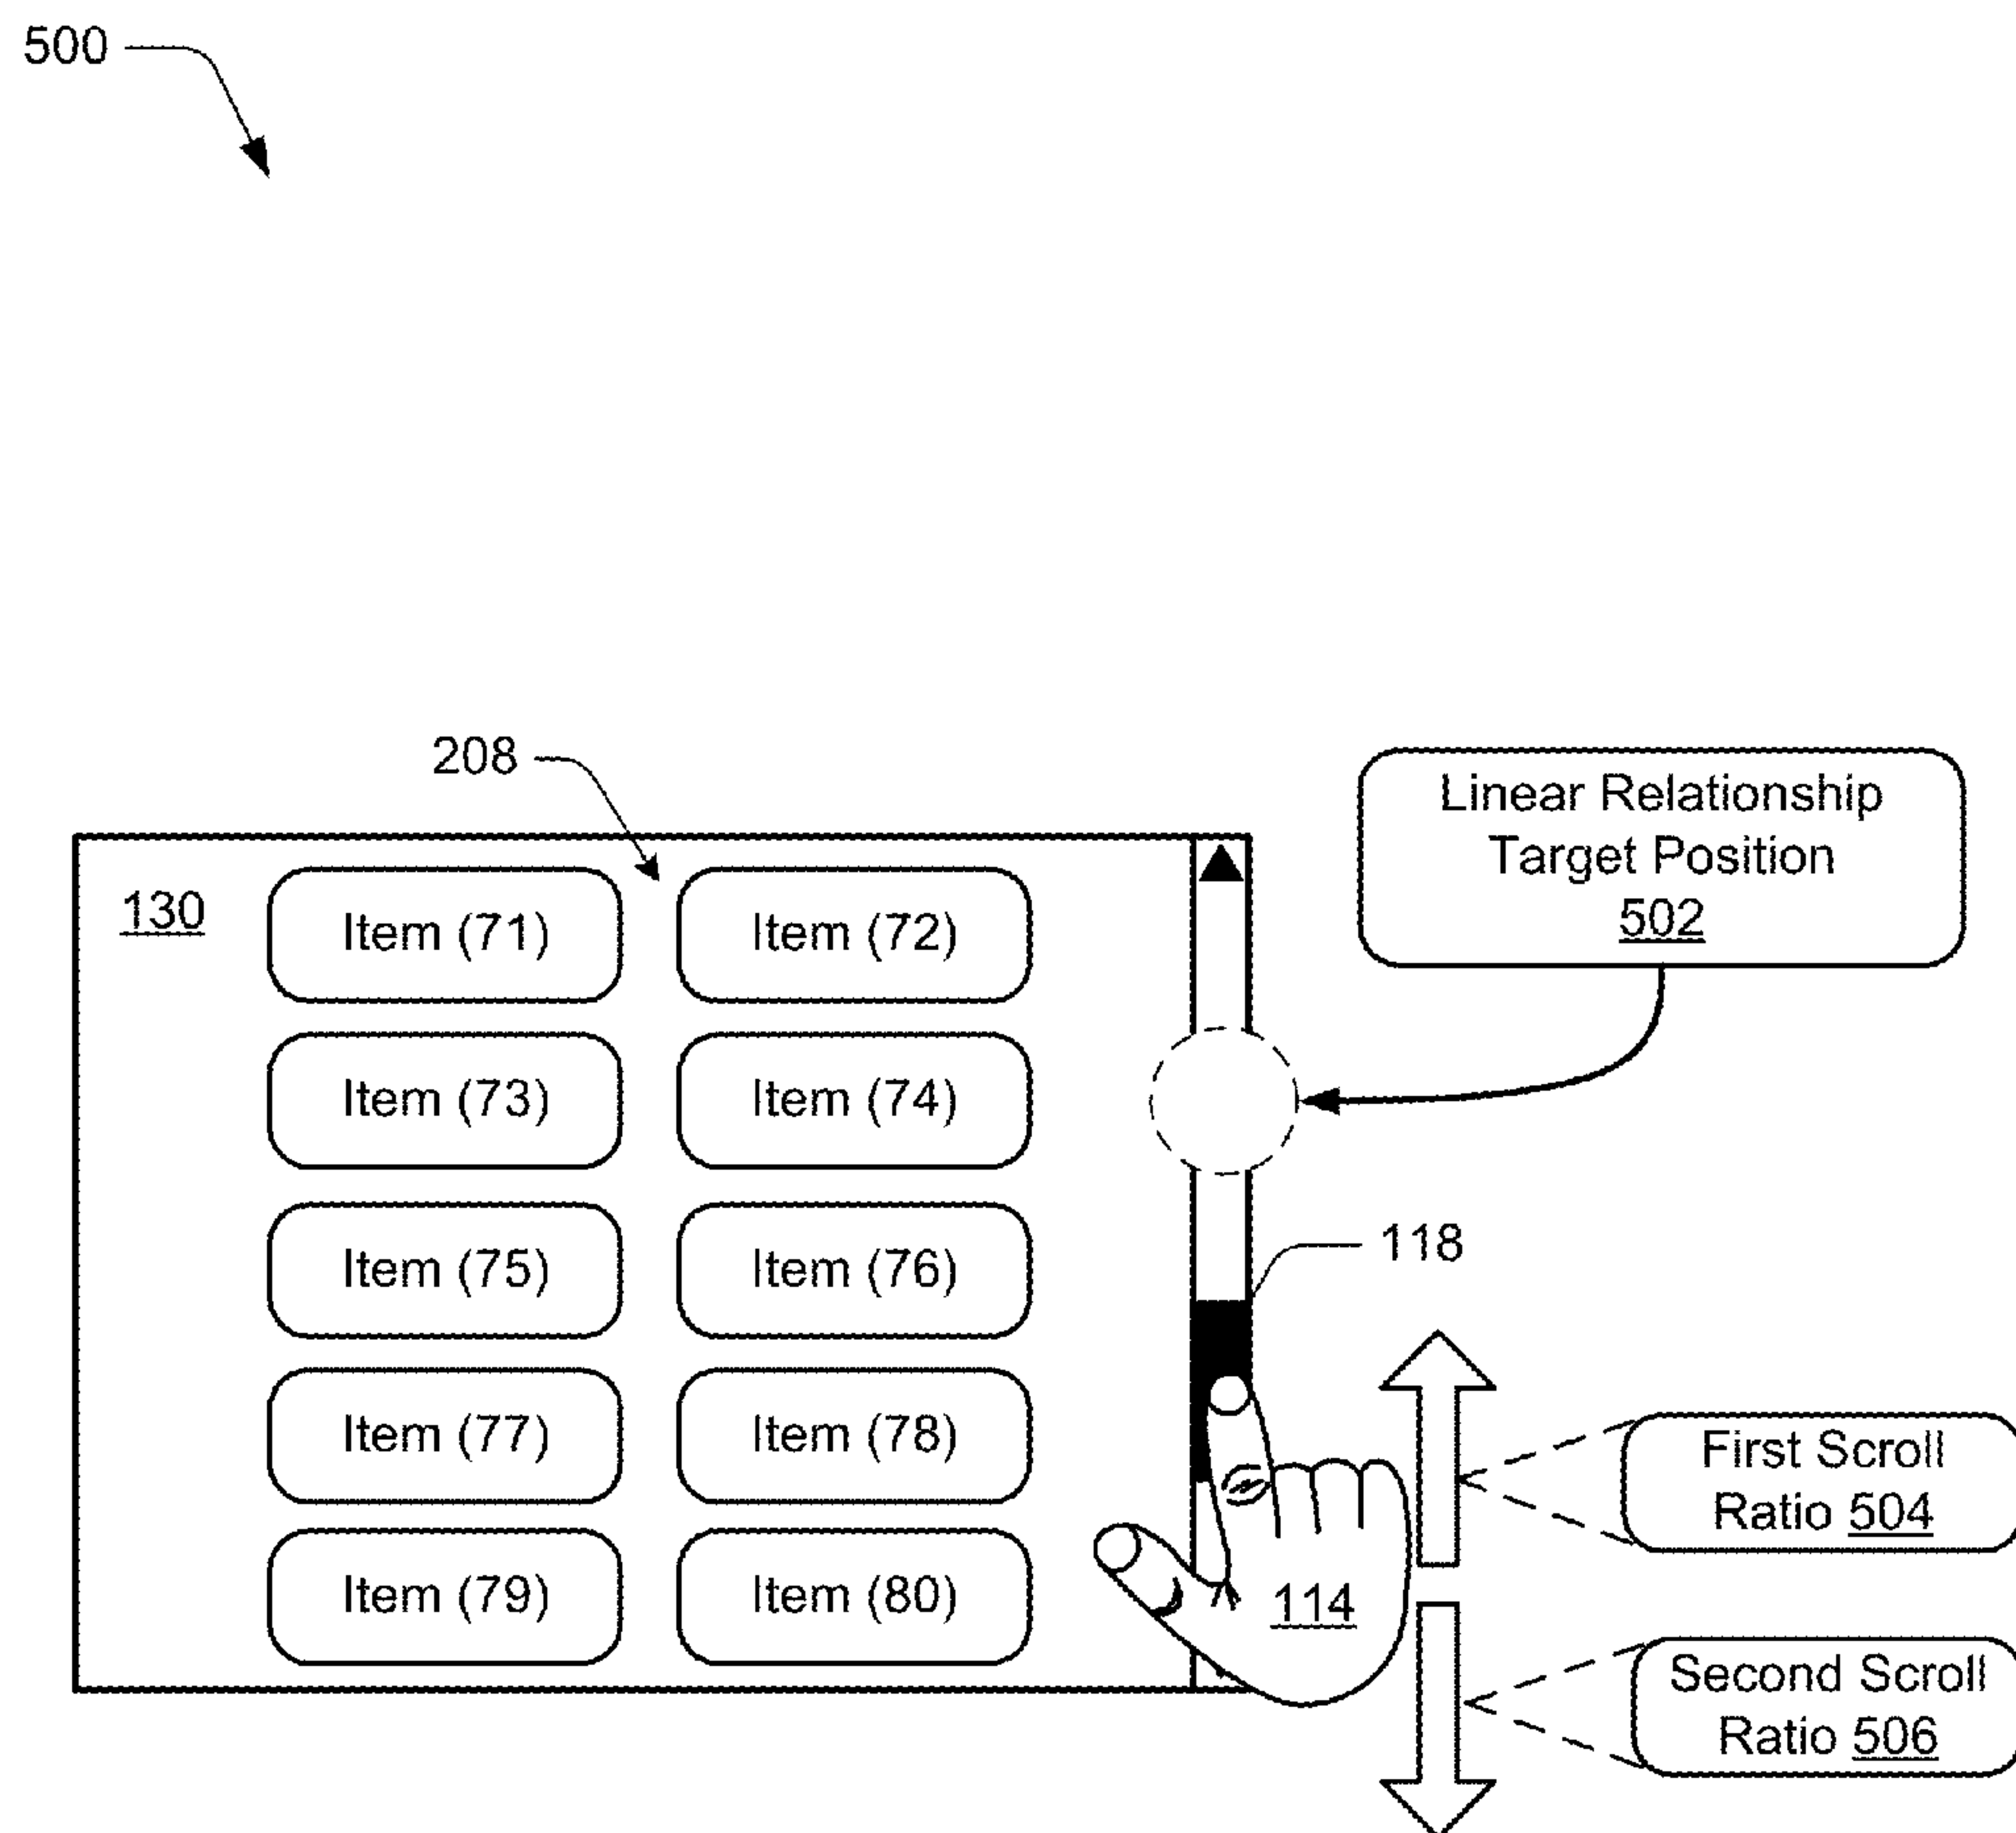 500
208
Linear Relationship
Target Position
502
130
Item (71)
Item (72)
Item (73)
Item (74)
Item (75)
Item (76)
118
Item (77)
Item (78)
First Scroll
Ratio 504
Item (79)
Item (80)
114
Second Scroll
Ratio 506